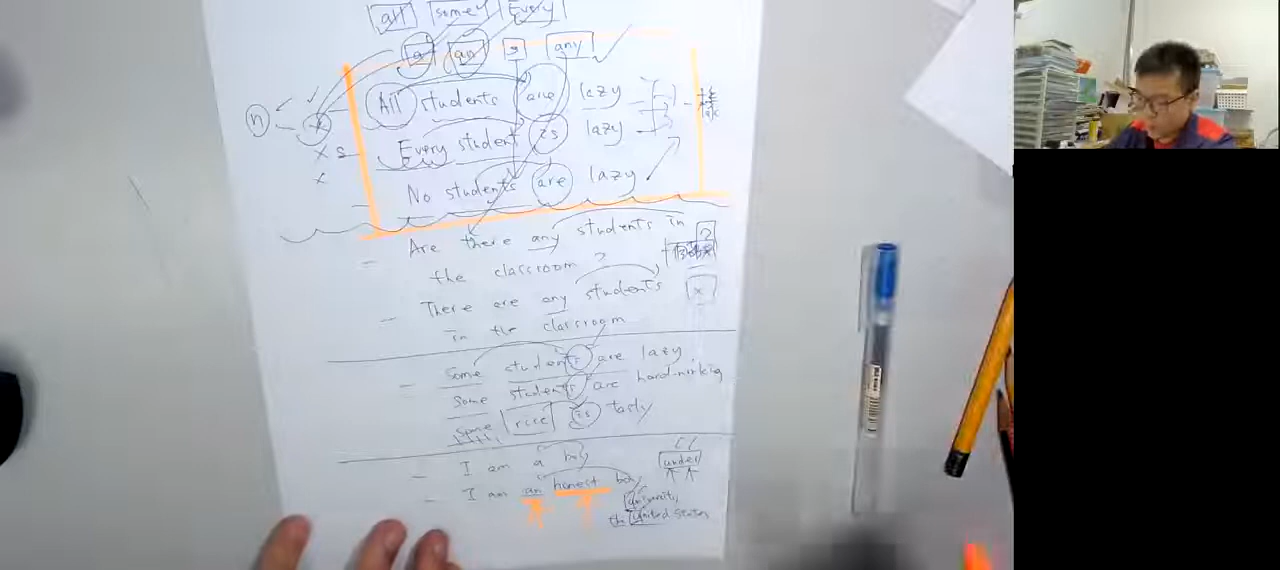 all some Every
a an any
All students are lazy
Every student is lazy
No students are lazy
Are there any students in
the classroom ?
There are any students x
in the classroom
Some students are lazy.
Some students are hard-working
some rice is tasty
I am a boy
under
I am an honest boy
university
the United States